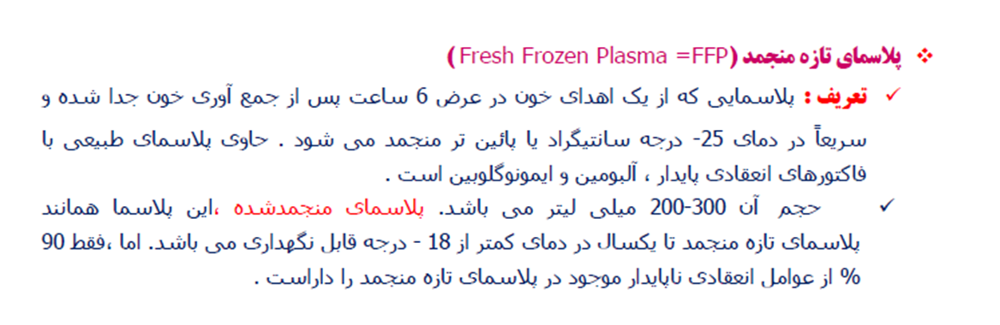 ❖ پلاسمای تازه منجمد (Fresh Frozen Plasma =FFP)
✓ تعریف : پلاسمایی که از یک اهدای خون در عرض 6 ساعت پس از جمع آوری خون جدا شده و
سریعاً در دمای 25- درجه سانتیگراد یا پائین تر منجمد می شود . حاوی پلاسمای طبیعی با
فاکتورهای انعقادی پایدار ، آلبومین و ایمونوگلوبین است .
✓ حجم آن 300-200 میلی لیتر می باشد. پلاسمای منجمدشده ،این پلاسما همانند
پلاسمای تازه منجمد تا یکسال در دمای کمتر از 18 - درجه قابل نگهداری می باشد. اما ،فقط 90
% از عوامل انعقادی ناپایدار موجود در پلاسمای تازه منجمد را داراست .